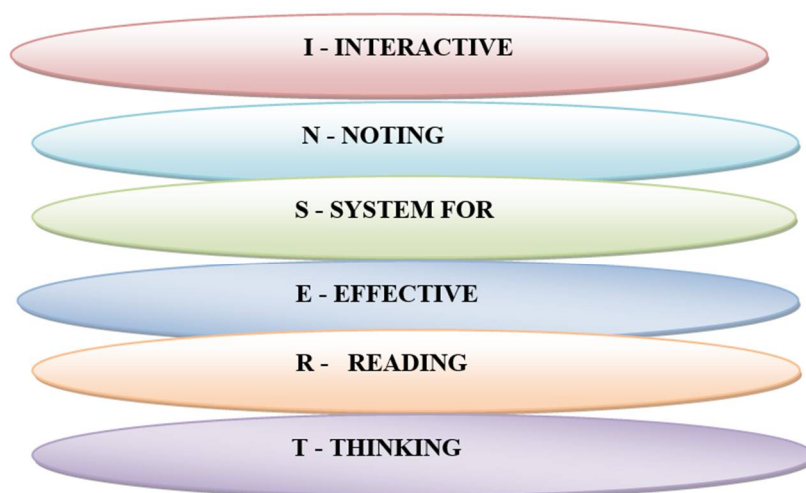 I - INTERACTIVE
N - NOTING
S - SYSTEM FOR
E - EFFECTIVE
R - READING
T - THINKING